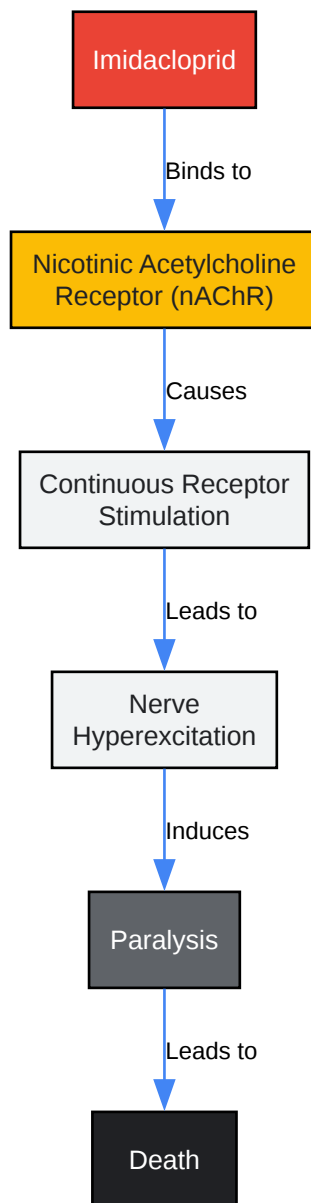 Imidacloprid
Binds to
Nicotinic Acetylcholine
Receptor (nAChR)
Causes
Continuous Receptor
Stimulation
Leads to
Nerve
Hyperexcitation
Induces
Paralysis
Leads to
Death